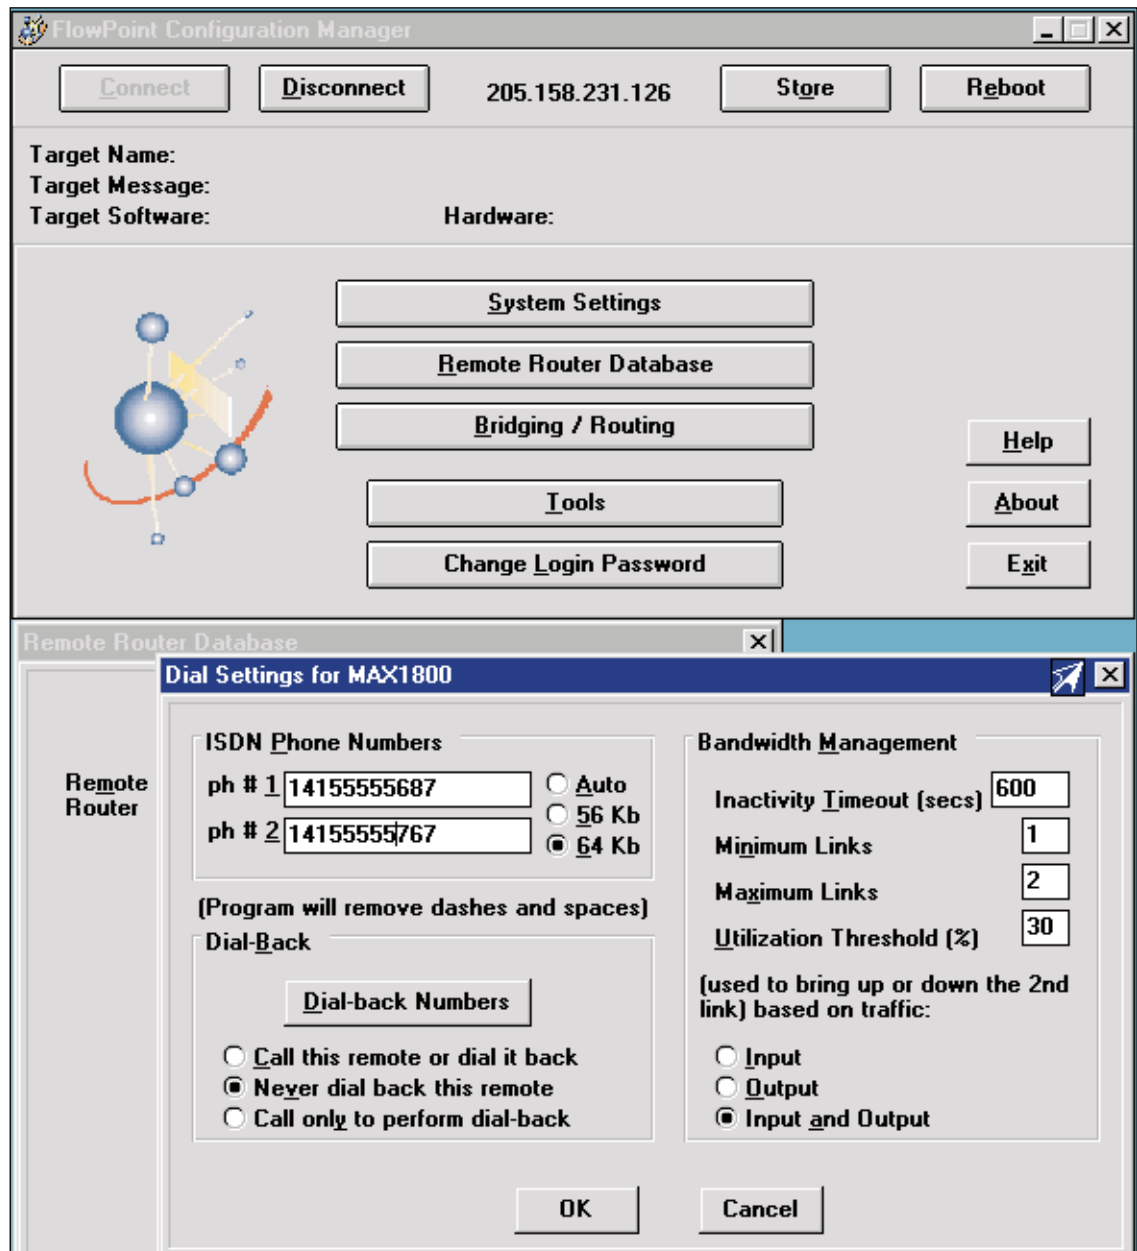 FlowPoint Configuration Manager
Connect Disconnect 205.158.231.126 Store Reboot
Target Name:
Target Message:
Target Software: Hardware:
System Settings
Remote Router Database
Bridging / Routing
Help
Tools
About
Change Login Password
Exit
Remote Router Database
Dial Settings for MAX1800
Remote
Router
ISDN Phone Numbers
ph # 1 14155555687
ph # 2 14155555767
Auto
56 Kb
64 Kb
(Program will remove dashes and spaces)
Dial-Back
Dial-back Numbers
Call this remote or dial it back
Never dial back this remote
Call only to perform dial-back
Bandwidth Management
Inactivity Timeout (secs) 600
Minimum Links 1
Maximum Links 2
Utilization Threshold (%) 30
(used to bring up or down the 2nd
link) based on traffic:
Input
Output
Input and Output
OK Cancel